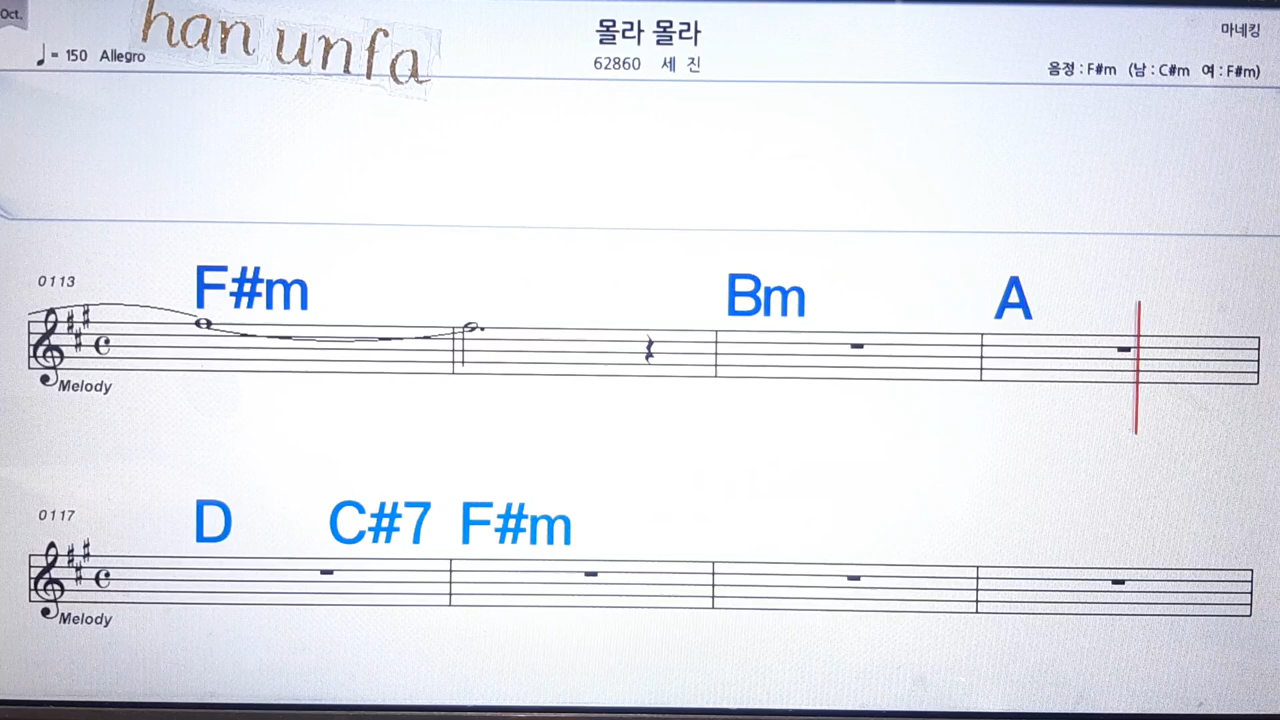 Oct.
han unfa
♩= 150 Allegro
몰라 몰라
62860 세 진
마네킹
음정 : F#m (남 : C#m 여 : F#m)
0113
F#m Bm A
Melody
0117
D C#7 F#m
Melody